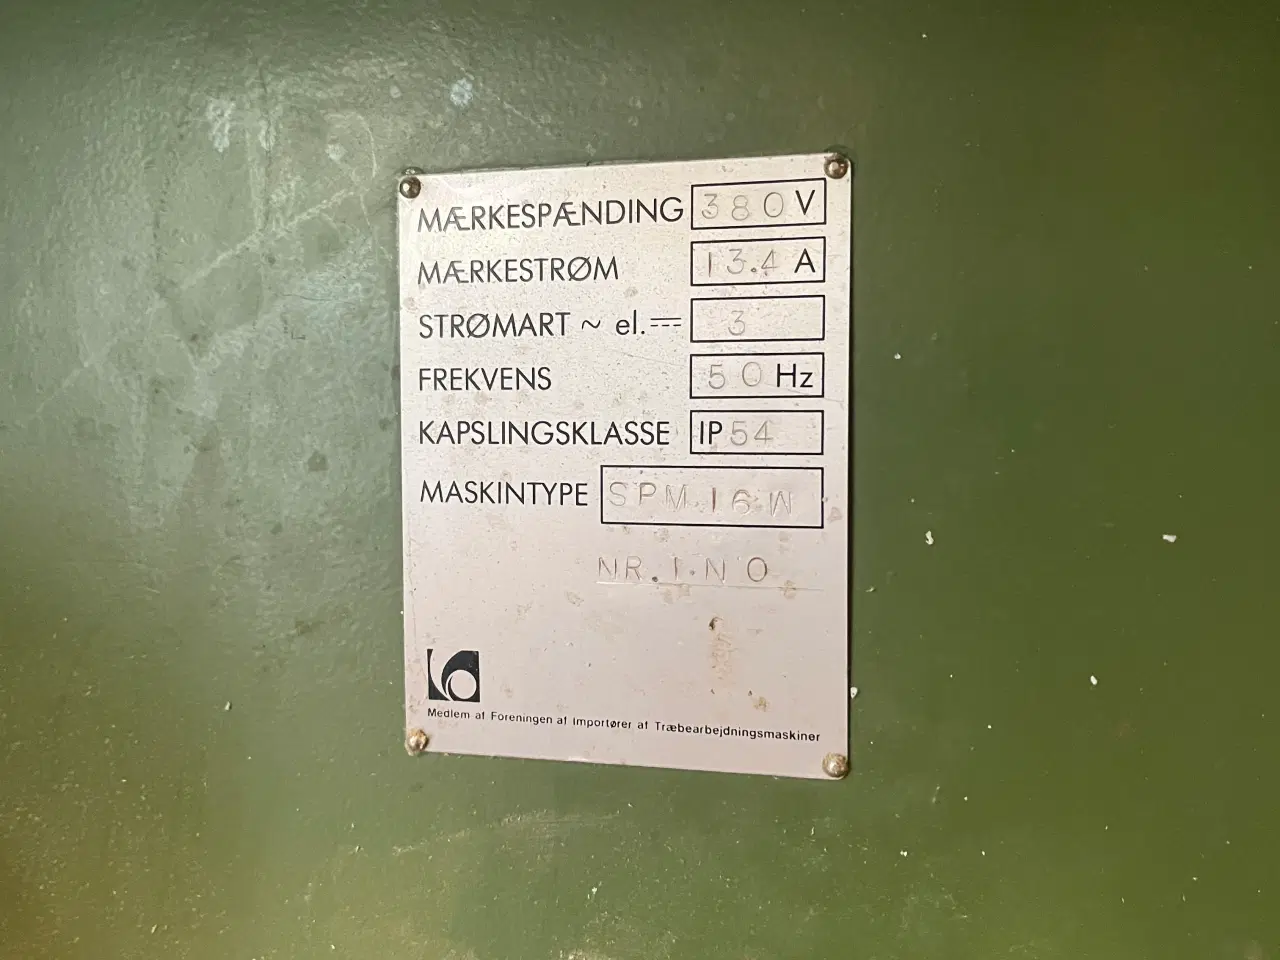 MÆRKESPÆNDING 380 V
MÆRKESTRØM 13.4 A
STRØMART ~ el. ⎓ 3
FREKVENS 50 Hz
KAPSLINGSKLASSE IP 54
MASKINTYPE SPM 16 W
NR. 1.NO
Medlem af Foreningen af Importører af Træbearbejdningsmaskiner